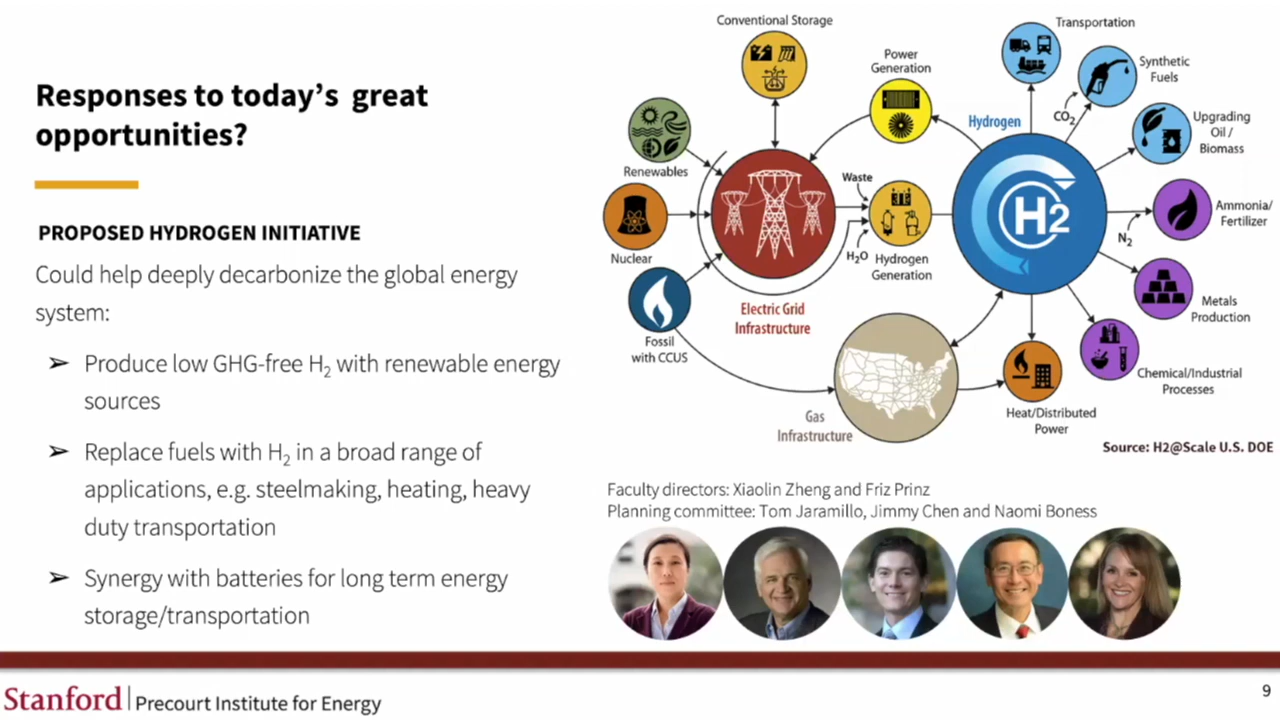 Responses to today's great
opportunities?
PROPOSED HYDROGEN INITIATIVE
Could help deeply decarbonize the global energy
system:
➢ Produce low GHG-free H₂ with renewable energy
sources
➢ Replace fuels with H₂ in a broad range of
applications, e.g. steelmaking, heating, heavy
duty transportation
➢ Synergy with batteries for long term energy
storage/transportation
Conventional Storage
Power
Generation
Transportation
Synthetic
Fuels
CO₂
Hydrogen
Upgrading
Oil /
Biomass
Renewables
Waste
H2
Ammonia/
Fertilizer
N₂
Nuclear
H₂O
Hydrogen
Generation
Electric Grid
Infrastructure
Metals
Production
Fossil
with CCUS
Chemical/Industrial
Processes
Gas
Infrastructure
Heat/Distributed
Power
Source: H2@Scale U.S. DOE
Faculty directors: Xiaolin Zheng and Friz Prinz
Planning committee: Tom Jaramillo, Jimmy Chen and Naomi Boness
Stanford | Precourt Institute for Energy
9